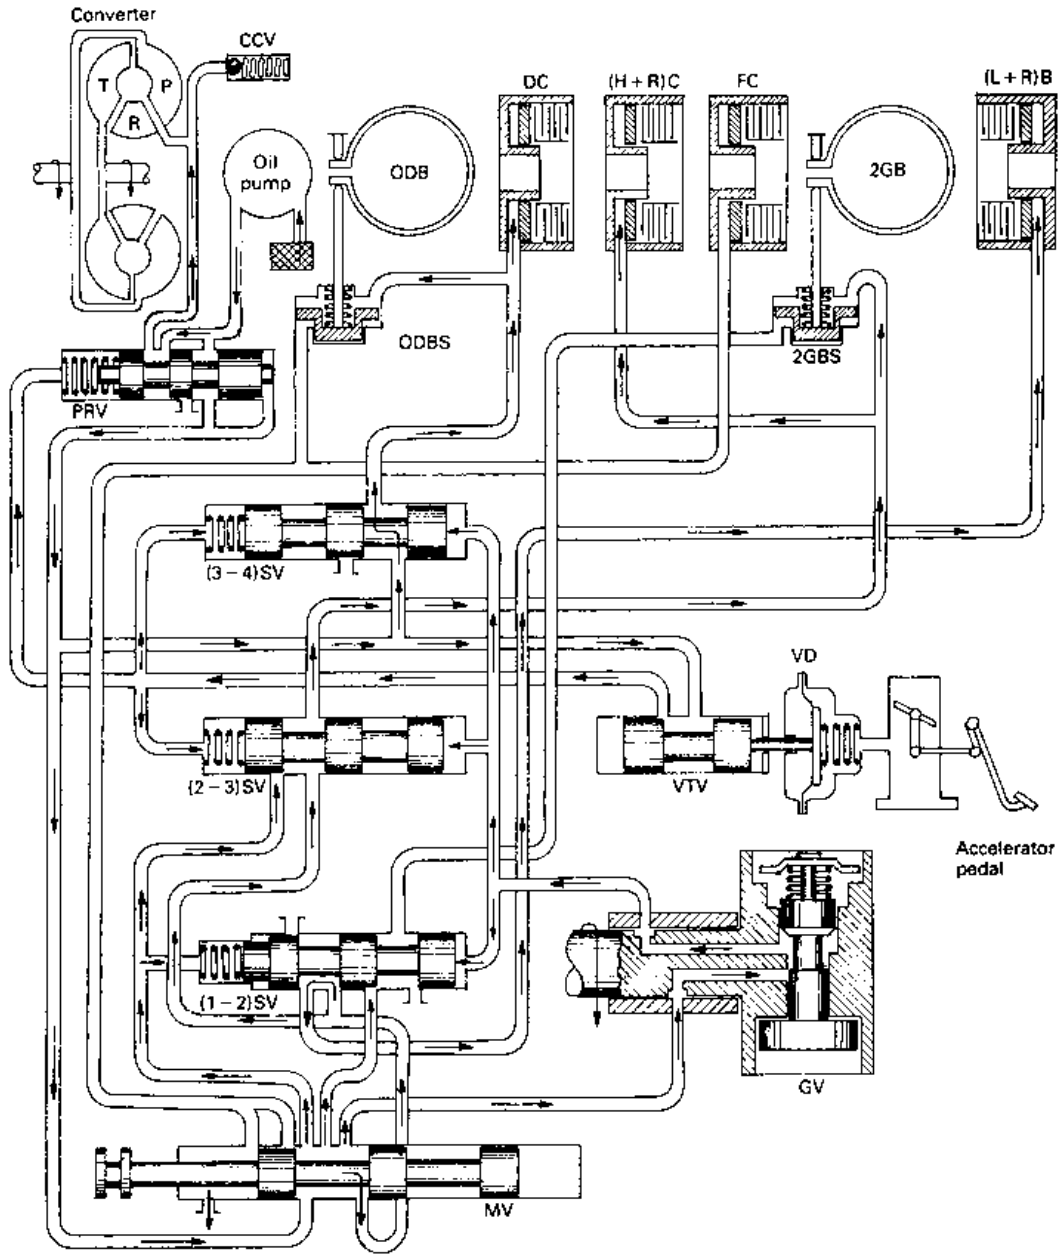 Converter
CCV
T
P
R
Oil
pump
ODB
DC
(H + R)C
FC
(L + R)B
2GB
ODBS
2GBS
PRV
(3 – 4)SV
VD
(2 – 3)SV
VTV
Accelerator
pedal
(1 – 2)SV
GV
MV